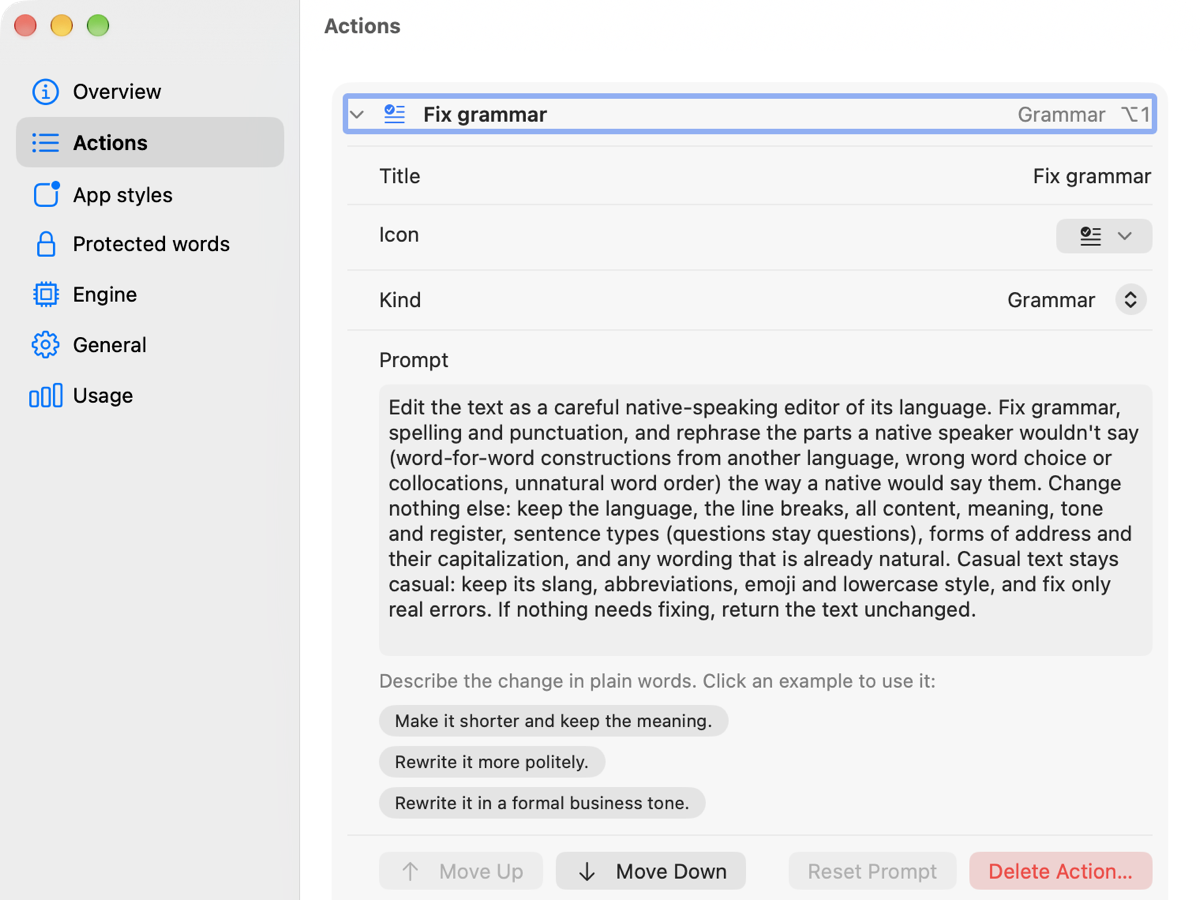 Actions
Overview
Actions
App styles
Protected words
Engine
General
Usage
Fix grammar
Grammar ⌥1
Title
Fix grammar
Icon
Kind
Grammar
Prompt
Edit the text as a careful native-speaking editor of its language. Fix grammar,
spelling and punctuation, and rephrase the parts a native speaker wouldn't say
(word-for-word constructions from another language, wrong word choice or
collocations, unnatural word order) the way a native would say them. Change
nothing else: keep the language, the line breaks, all content, meaning, tone
and register, sentence types (questions stay questions), forms of address and
their capitalization, and any wording that is already natural. Casual text stays
casual: keep its slang, abbreviations, emoji and lowercase style, and fix only
real errors. If nothing needs fixing, return the text unchanged.
Describe the change in plain words. Click an example to use it:
Make it shorter and keep the meaning.
Rewrite it more politely.
Rewrite it in a formal business tone.
Move Up
Move Down
Reset Prompt
Delete Action...